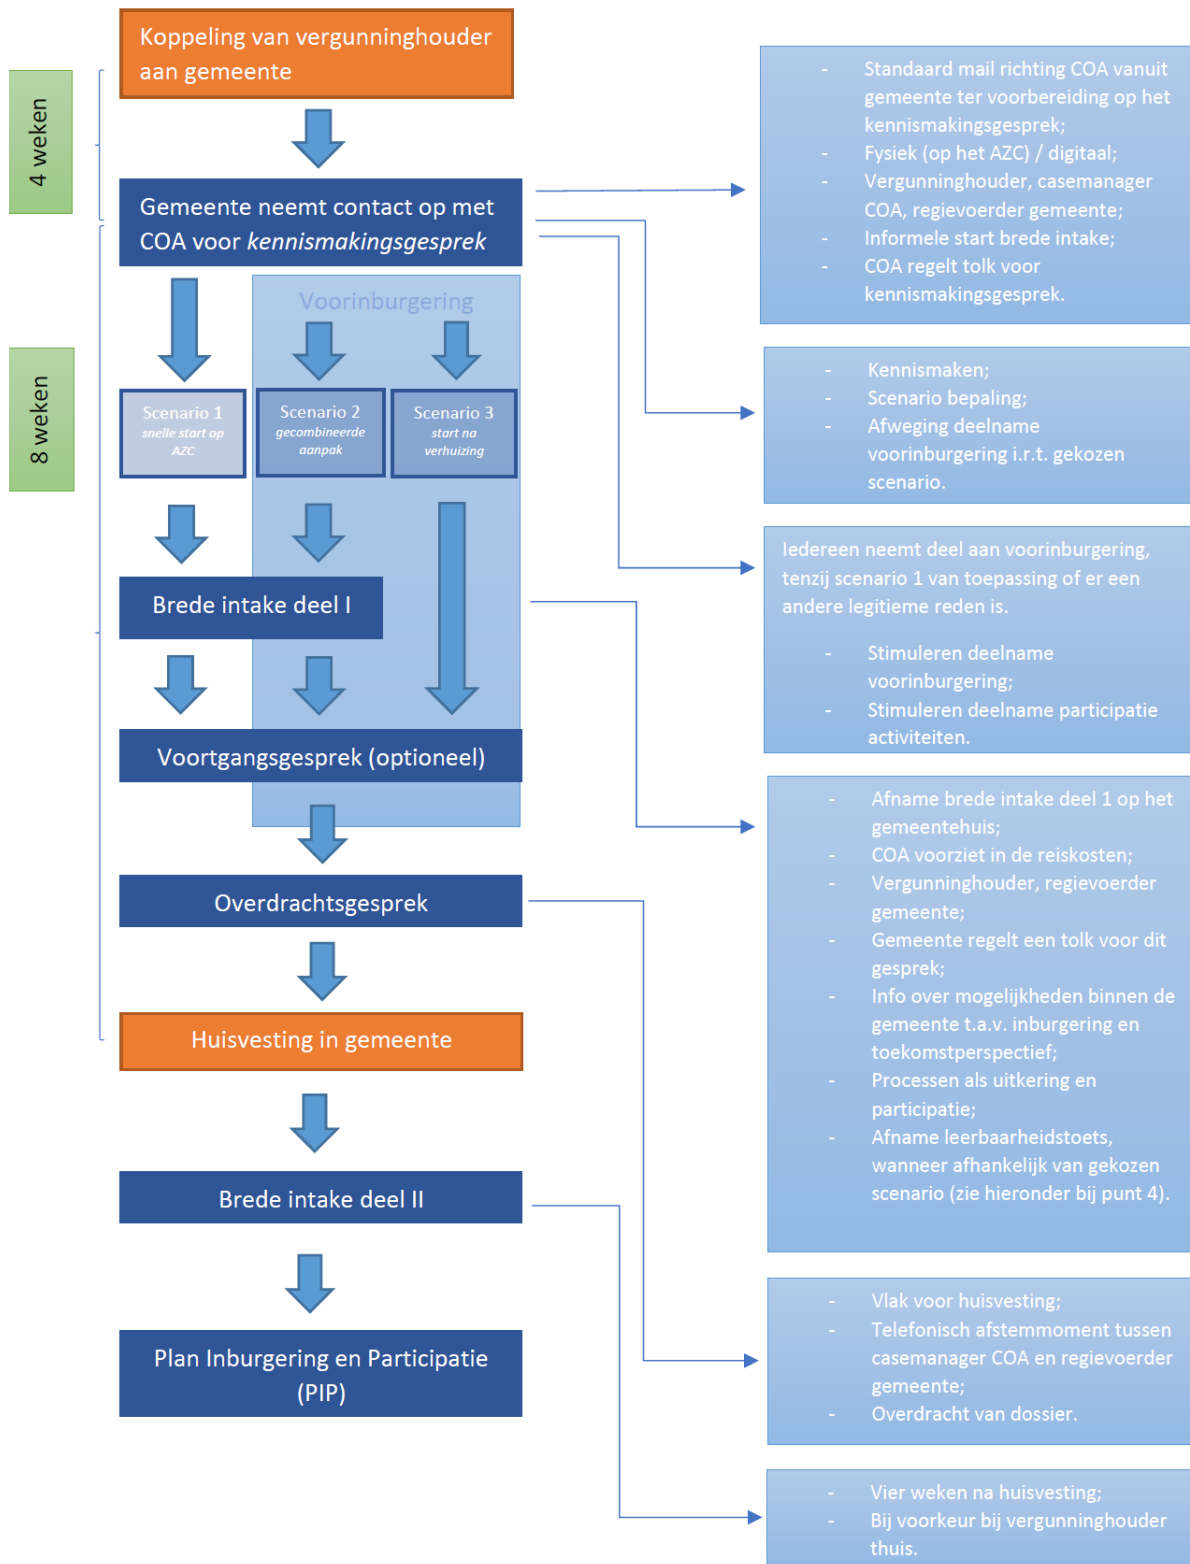 Koppeling van vergunninghouder
aan gemeente
4 weken
Gemeente neemt contact op met
COA voor kennismakingsgesprek
8 weken
Voorinburgering
Scenario 1
snelle start op
AZC
Scenario 2
gecombineerde
aanpak
Scenario 3
start na
verhuizing
Brede intake deel I
Voortgangsgesprek (optioneel)
Overdrachtsgesprek
Huisvesting in gemeente
Brede intake deel II
Plan Inburgering en Participatie
(PIP)
- Standaard mail richting COA vanuit
gemeente ter voorbereiding op het
kennismakingsgesprek;
- Fysiek (op het AZC) / digitaal;
- Vergunninghouder, casemanager
COA, regievoerder gemeente;
- Informele start brede intake;
- COA regelt tolk voor
kennismakingsgesprek.
- Kennismaken;
- Scenario bepaling;
- Afweging deelname
voorinburgering i.r.t. gekozen
scenario.
Iedereen neemt deel aan voorinburgering,
tenzij scenario 1 van toepassing of er een
andere legitieme reden is.
- Stimuleren deelname
voorinburgering;
- Stimuleren deelname participatie
activiteiten.
- Afname brede intake deel 1 op het
gemeentehuis;
- COA voorziet in de reiskosten;
- Vergunninghouder, regievoerder
gemeente;
- Gemeente regelt een tolk voor dit
gesprek;
- Info over mogelijkheden binnen de
gemeente t.a.v. inburgering en
toekomstperspectief;
- Processen als uitkering en
participatie;
- Afname leerbaarheidstoets,
wanneer afhankelijk van gekozen
scenario (zie hieronder bij punt 4).
- Vlak voor huisvesting;
- Telefonisch afstemmoment tussen
casemanager COA en regievoerder
gemeente;
- Overdracht van dossier.
- Vier weken na huisvesting;
- Bij voorkeur bij vergunninghouder
thuis.